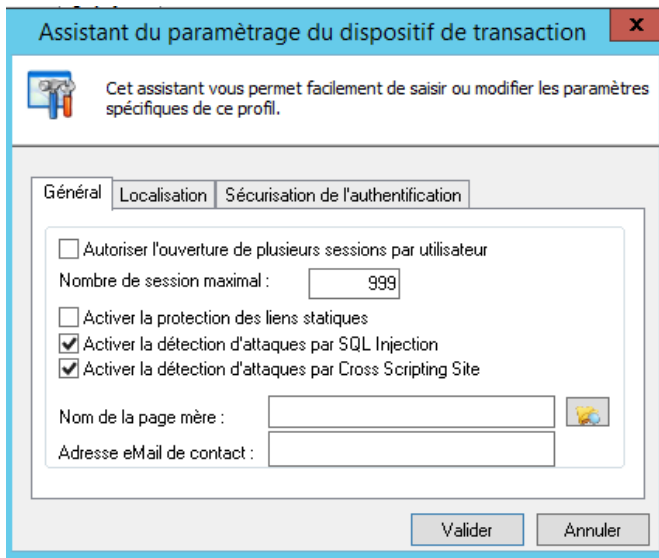 Assistant du paramètrage du dispositif de transaction
x
Cet assistant vous permet facilement de saisir ou modifier les paramètres
spécifiques de ce profil.
Général Localisation Sécurisation de l'authentification
Autoriser l'ouverture de plusieurs sessions par utilisateur
Nombre de session maximal : 999
Activer la protection des liens statiques
Activer la détection d'attaques par SQL Injection
Activer la détection d'attaques par Cross Scripting Site
Nom de la page mère :
Adresse eMail de contact :
Valider Annuler